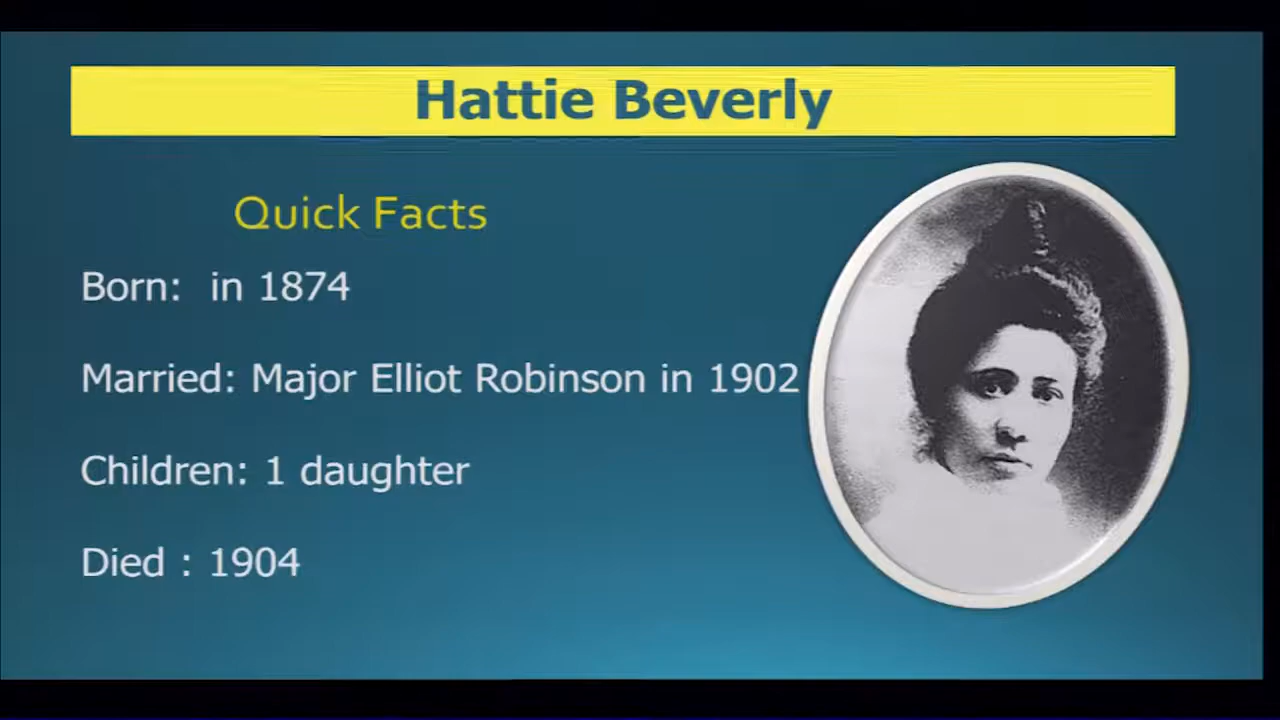 Hattie Beverly
Quick Facts
Born: in 1874
Married: Major Elliot Robinson in 1902
Children: 1 daughter
Died : 1904